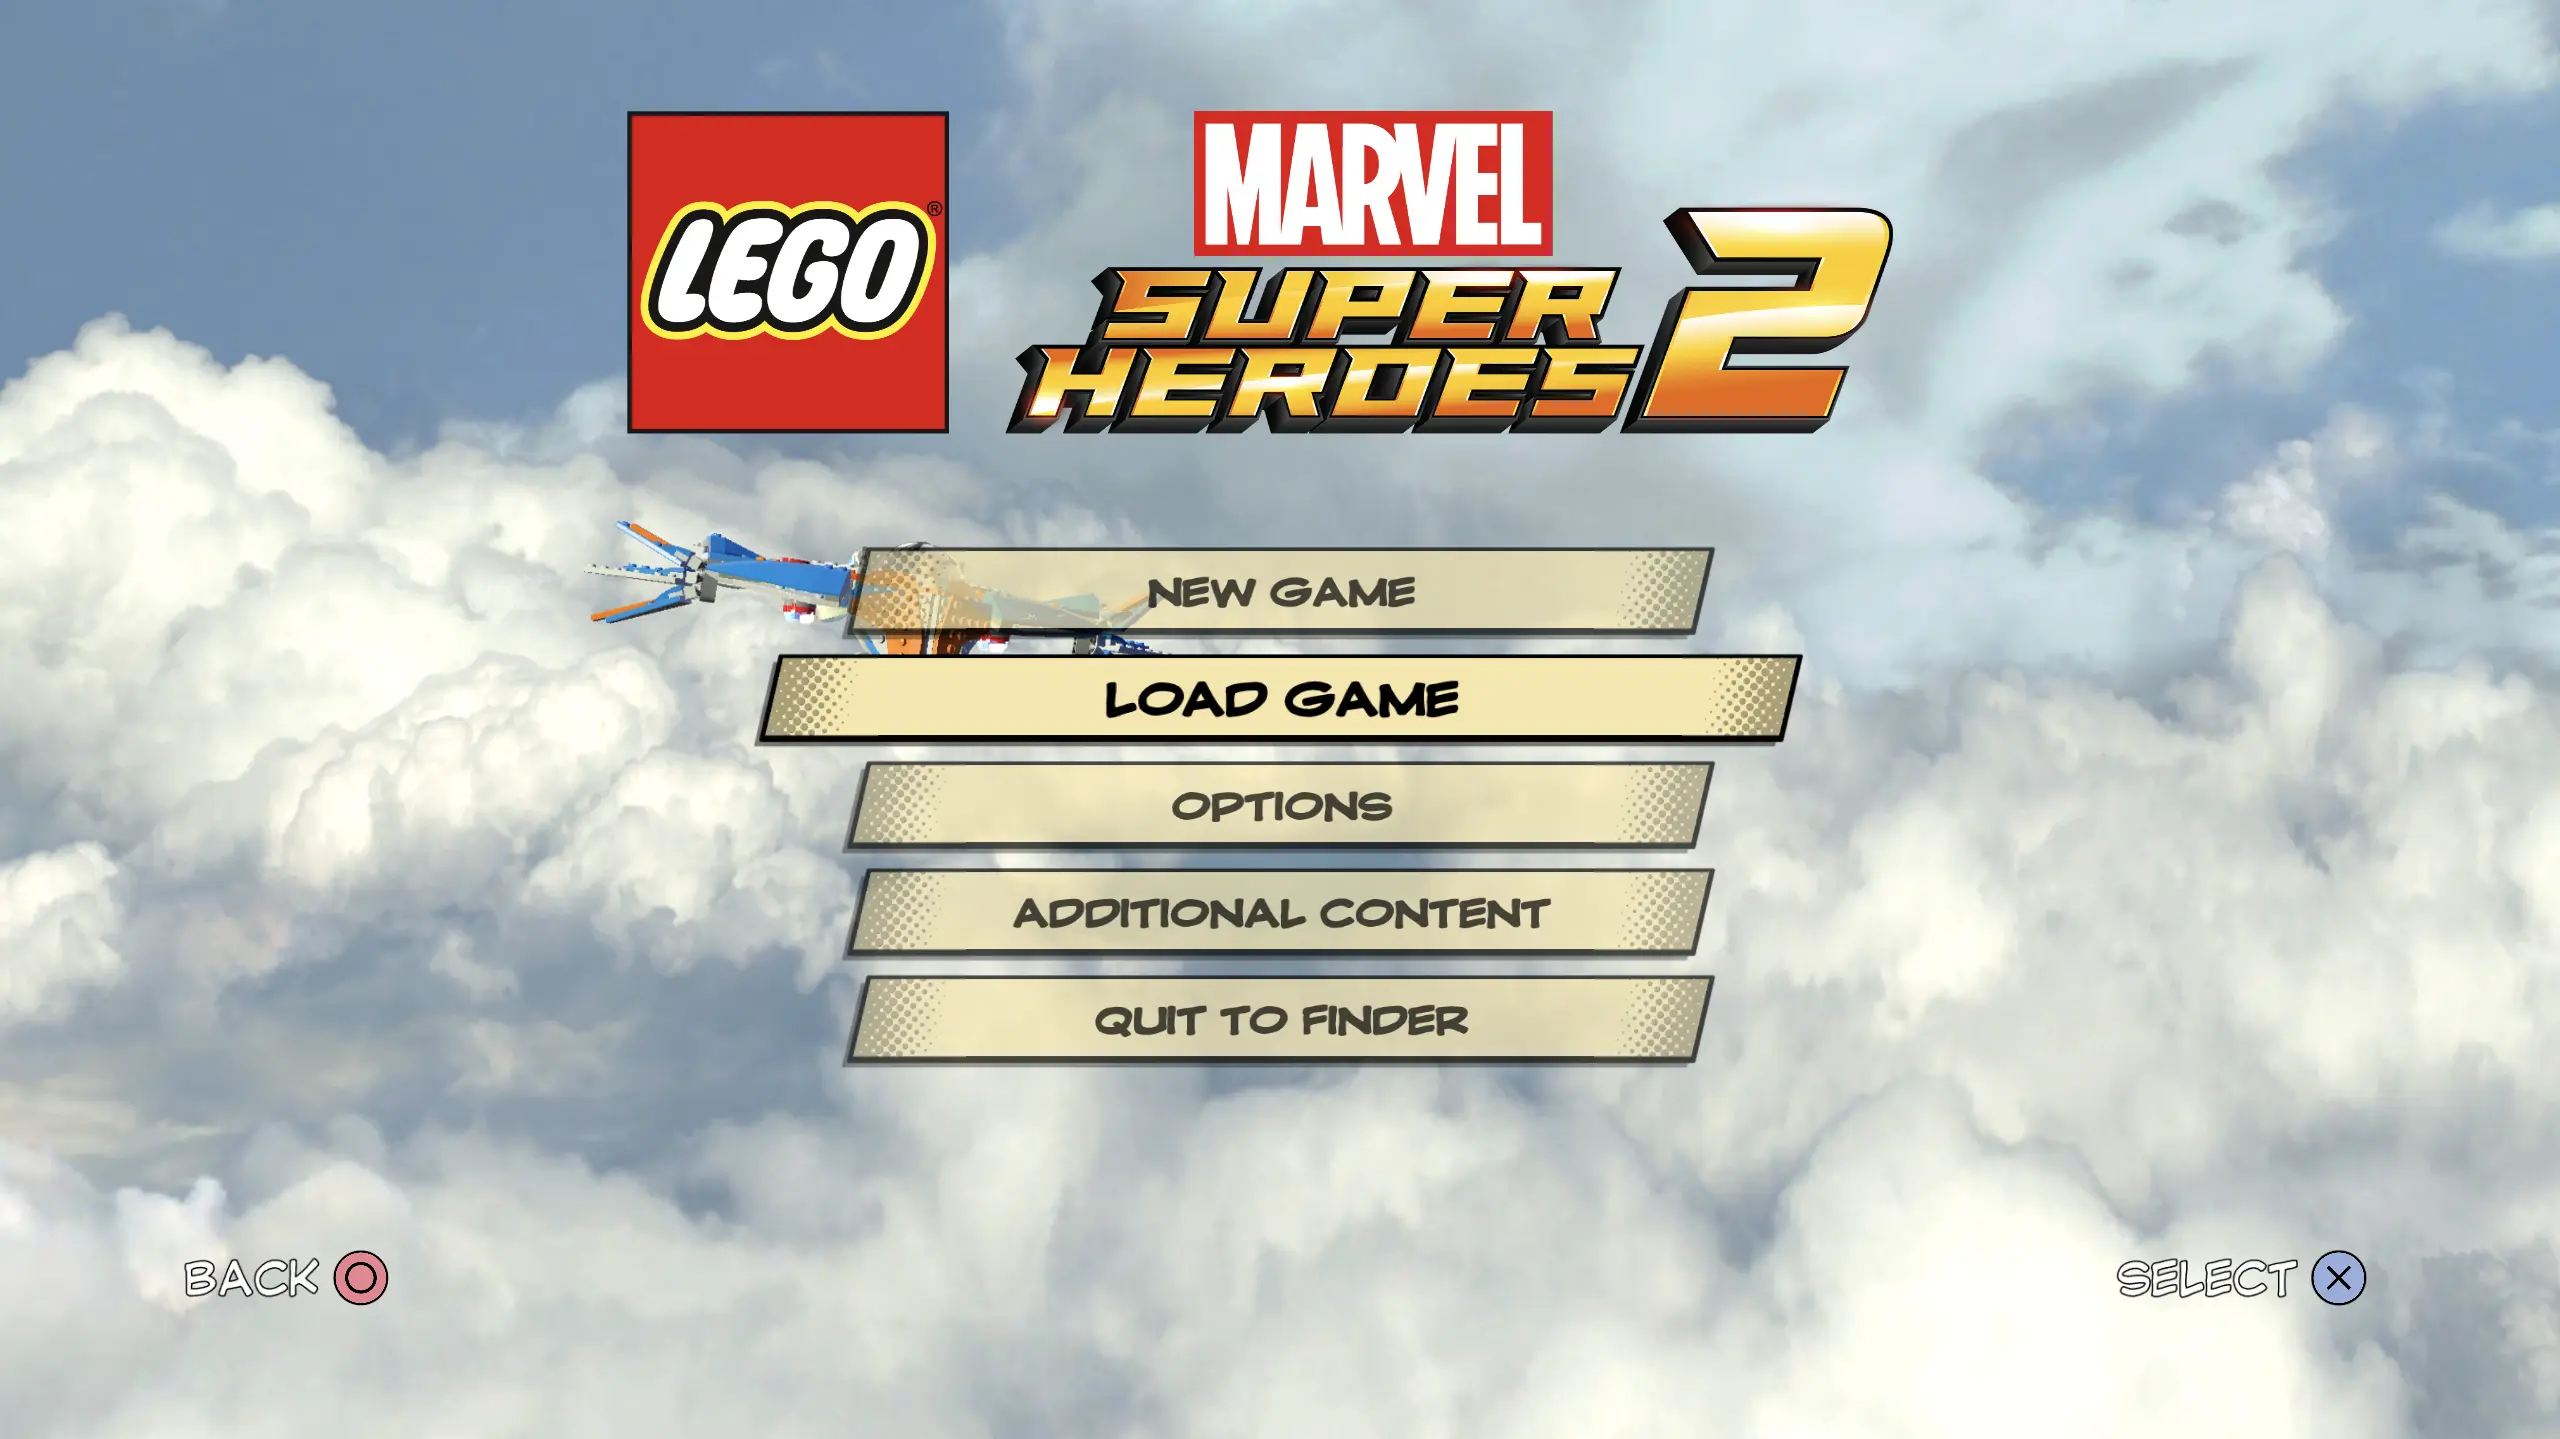 LEGO®
MARVEL
SUPER
HEROES 2
NEW GAME
LOAD GAME
OPTIONS
ADDITIONAL CONTENT
QUIT TO FINDER
BACK
SELECT